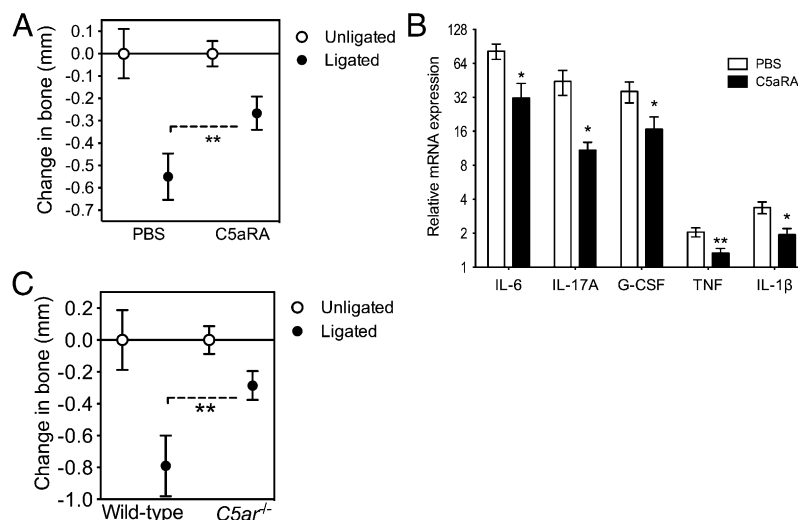 A
Change in bone (mm)
0.1
0.0
-0.1
-0.2
-0.3
-0.4
-0.5
-0.6
-0.7
**
PBS
C5aRA
Unligated
Ligated
B
Relative mRNA expression
128
64
32
16
8
4
2
1
*
*
*
**
*
IL-6
IL-17A
G-CSF
TNF
IL-1β
PBS
C5aRA
C
Change in bone (mm)
0.2
0.0
-0.2
-0.4
-0.6
-0.8
-1.0
**
Wild-type
C5ar-/-
Unligated
Ligated